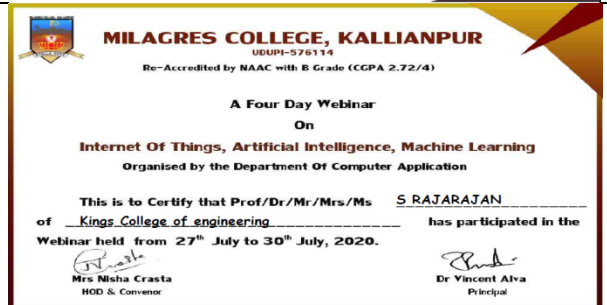 MILAGRES COLLEGE, KALLIANPUR
UDUPI-576114
Re-Accredited by NAAC with B Grade (CGPA 2.72/4)
A Four Day Webinar
On
Internet Of Things, Artificial Intelligence, Machine Learning
Organised by the Department Of Computer Application
This is to Certify that Prof/Dr/Mr/Mrs/Ms S RAJARAJAN
of Kings College of engineering has participated in the
Webinar held from 27th July to 30th July, 2020.
Mrs Nisha Crasta Dr Vincent Alva
HOD & Convenor Principal